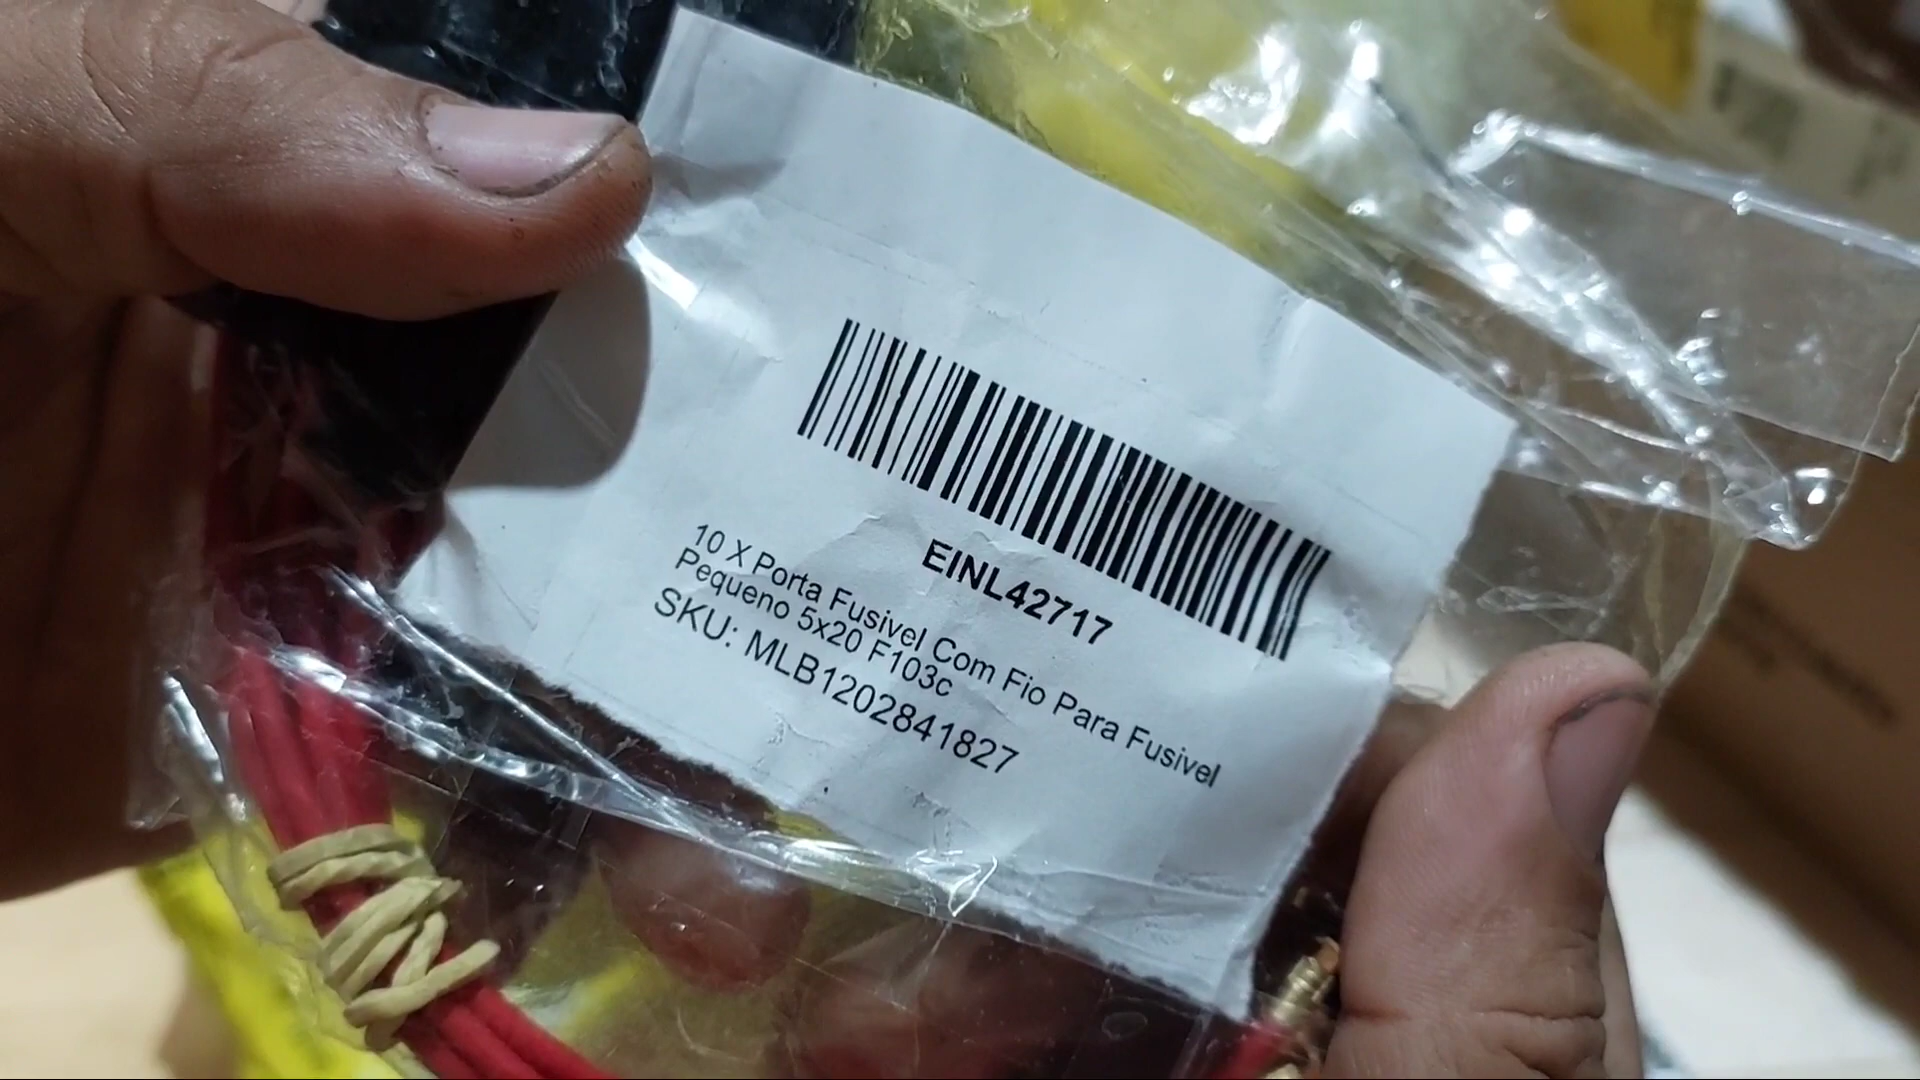 EINL42717
10 X Porta Fusivel Com Fio Para Fusivel
Pequeno 5x20 F103c
SKU: MLB1202841827